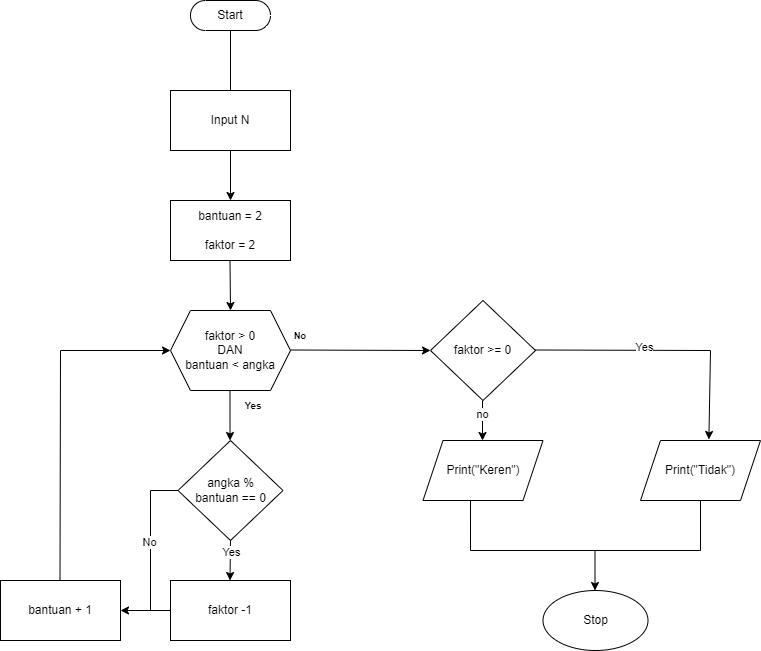 Start
Input N
bantuan = 2
faktor = 2
faktor > 0
DAN
bantuan < angka
No
faktor >= 0
Yes
Yes
no
angka %
bantuan == 0
Print("Keren")
Print("Tidak")
No
Yes
bantuan + 1
faktor -1
Stop